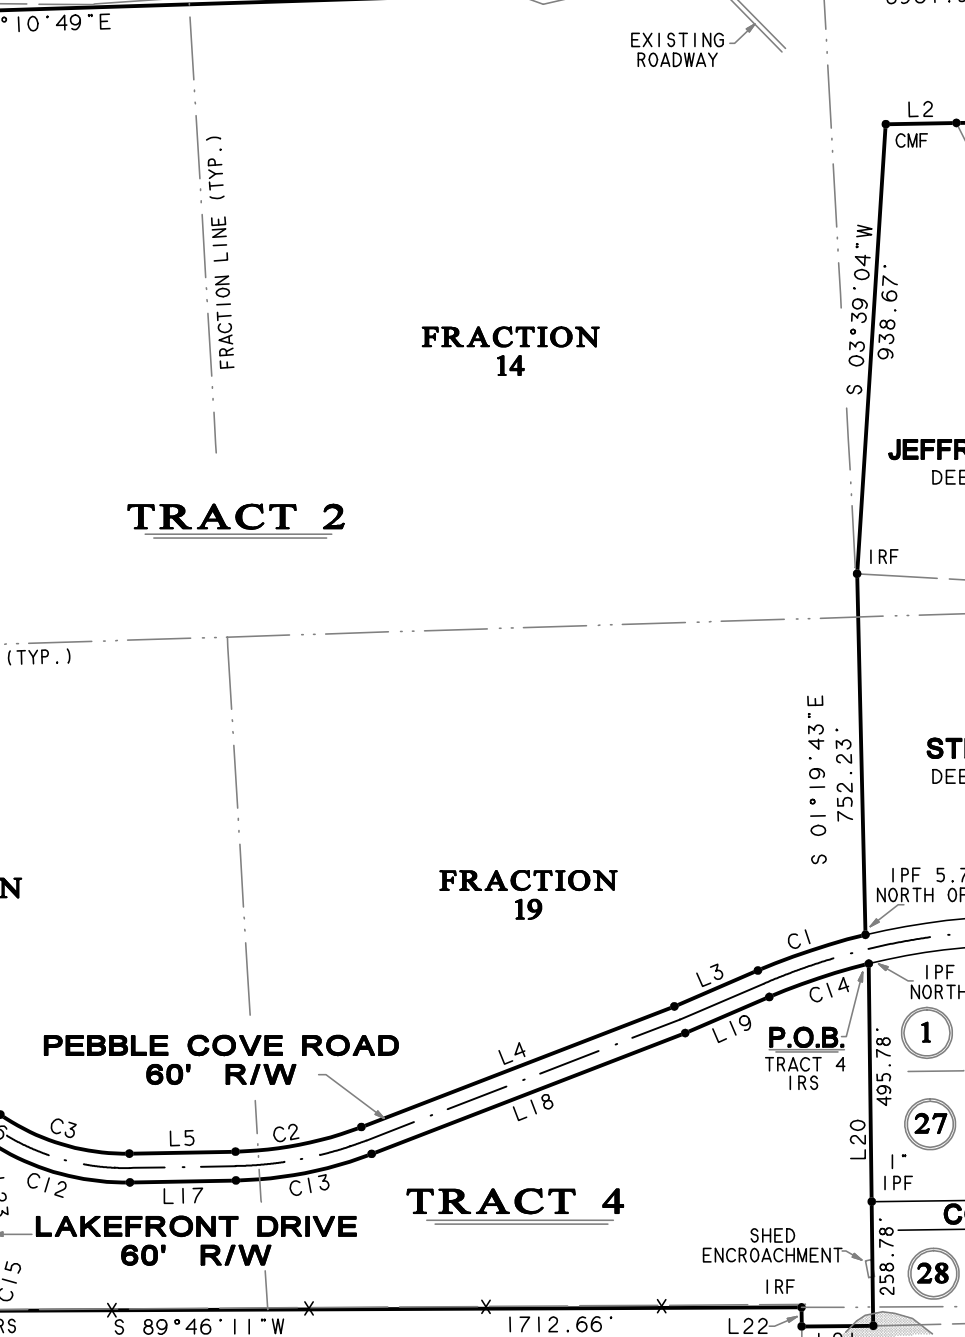 °10'49"E
EXISTING
ROADWAY
L2
CMF
FRACTION LINE (TYP.)
S 03°39'04"W
938.67'
FRACTION
14
TRACT 2
IRF
(TYP.)
S 01°19'43"E
752.23'
FRACTION
19
N
IPF 5.7
NORTH OF
C1
L3
C14
IPF
NORTH
L19
P.O.B.
TRACT 4
IRS
1
495.78'
PEBBLE COVE ROAD
60' R/W
L4
L18
27
L20
C3
L5
C2
1"
IPF
C12
L17
C13
L23
TRACT 4
LAKEFRONT DRIVE
60' R/W
SHED
ENCROACHMENT
258.78'
28
C15
IRF
RS
S 89°46'11"W
1712.66'
L22